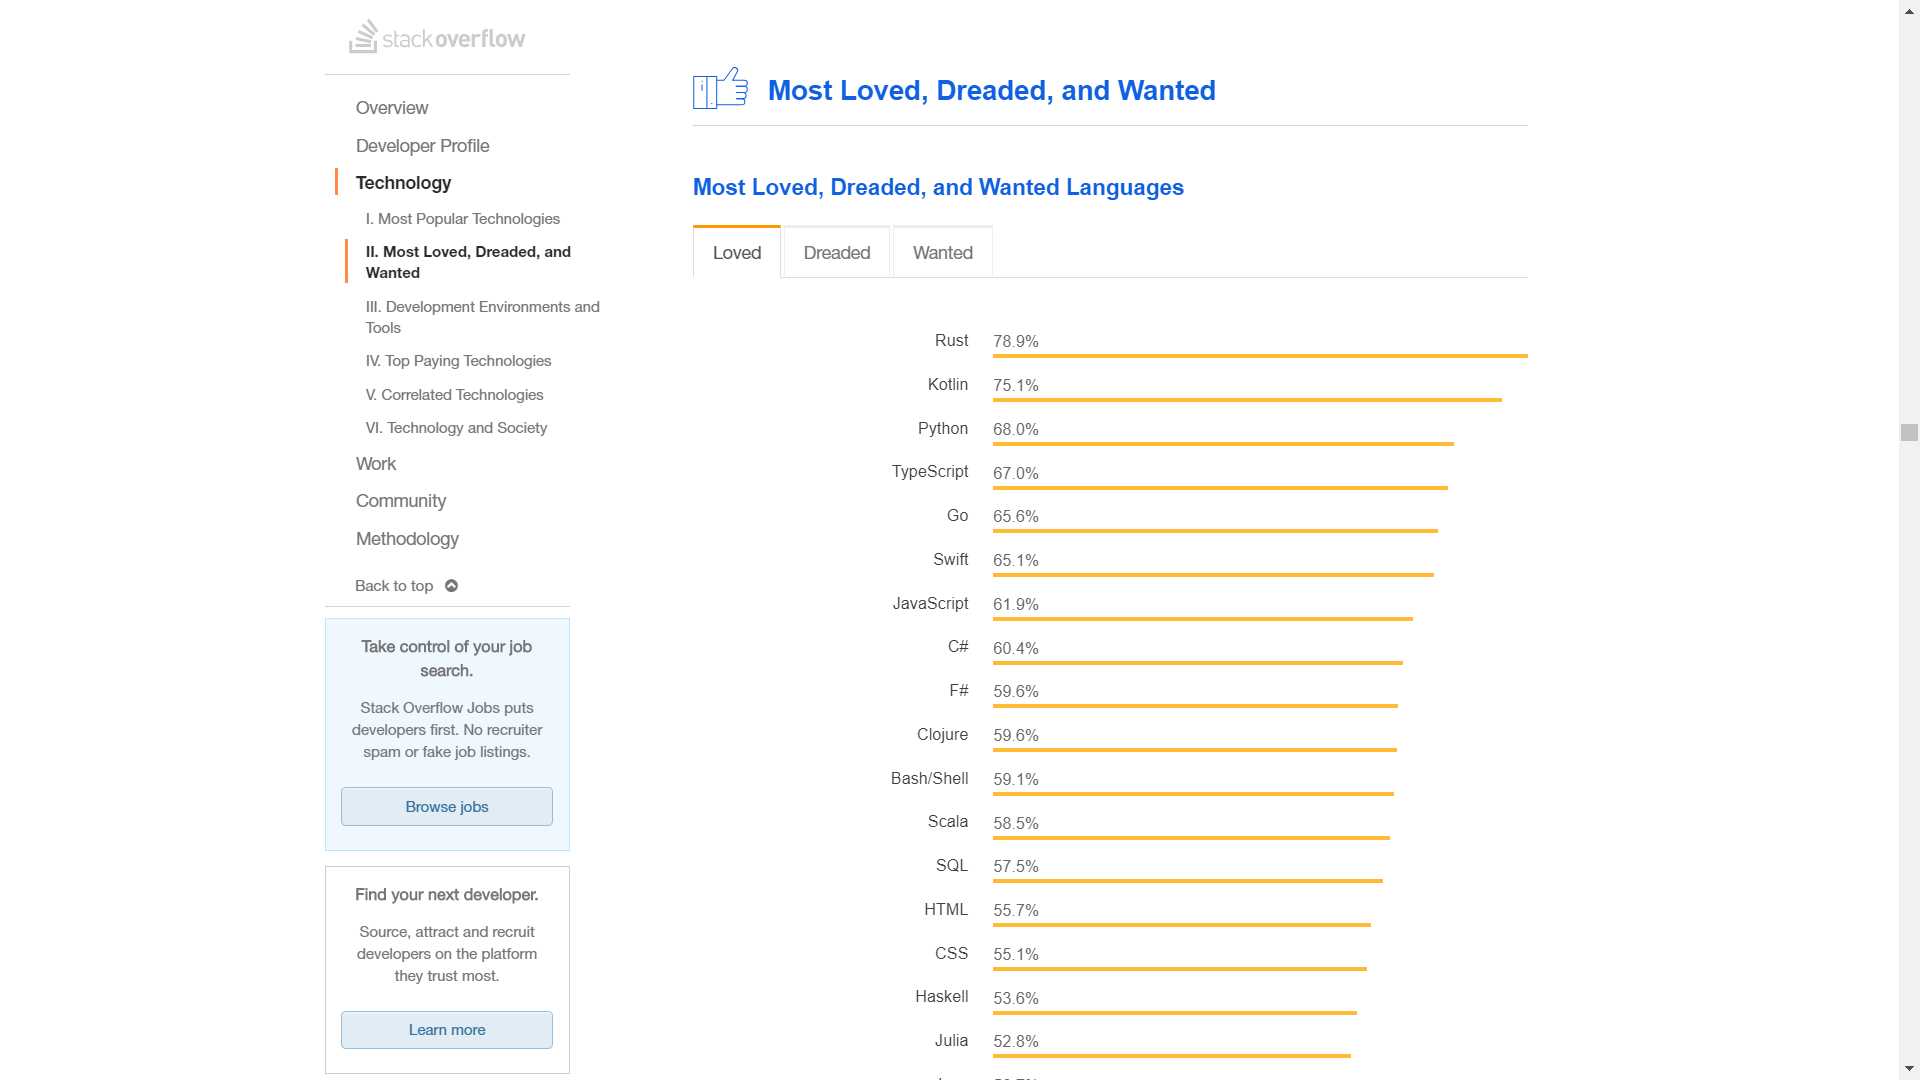 stackoverflow
Overview
Developer Profile
Technology
I. Most Popular Technologies
II. Most Loved, Dreaded, and
Wanted
III. Development Environments and
Tools
IV. Top Paying Technologies
V. Correlated Technologies
VI. Technology and Society
Work
Community
Methodology
Back to top
Take control of your job
search.
Stack Overflow Jobs puts
developers first. No recruiter
spam or fake job listings.
Browse jobs
Find your next developer.
Source, attract and recruit
developers on the platform
they trust most.
Learn more
Most Loved, Dreaded, and Wanted
Most Loved, Dreaded, and Wanted Languages
Loved Dreaded Wanted
Rust 78.9%
Kotlin 75.1%
Python 68.0%
TypeScript 67.0%
Go 65.6%
Swift 65.1%
JavaScript 61.9%
C# 60.4%
F# 59.6%
Clojure 59.6%
Bash/Shell 59.1%
Scala 58.5%
SQL 57.5%
HTML 55.7%
CSS 55.1%
Haskell 53.6%
Julia 52.8%